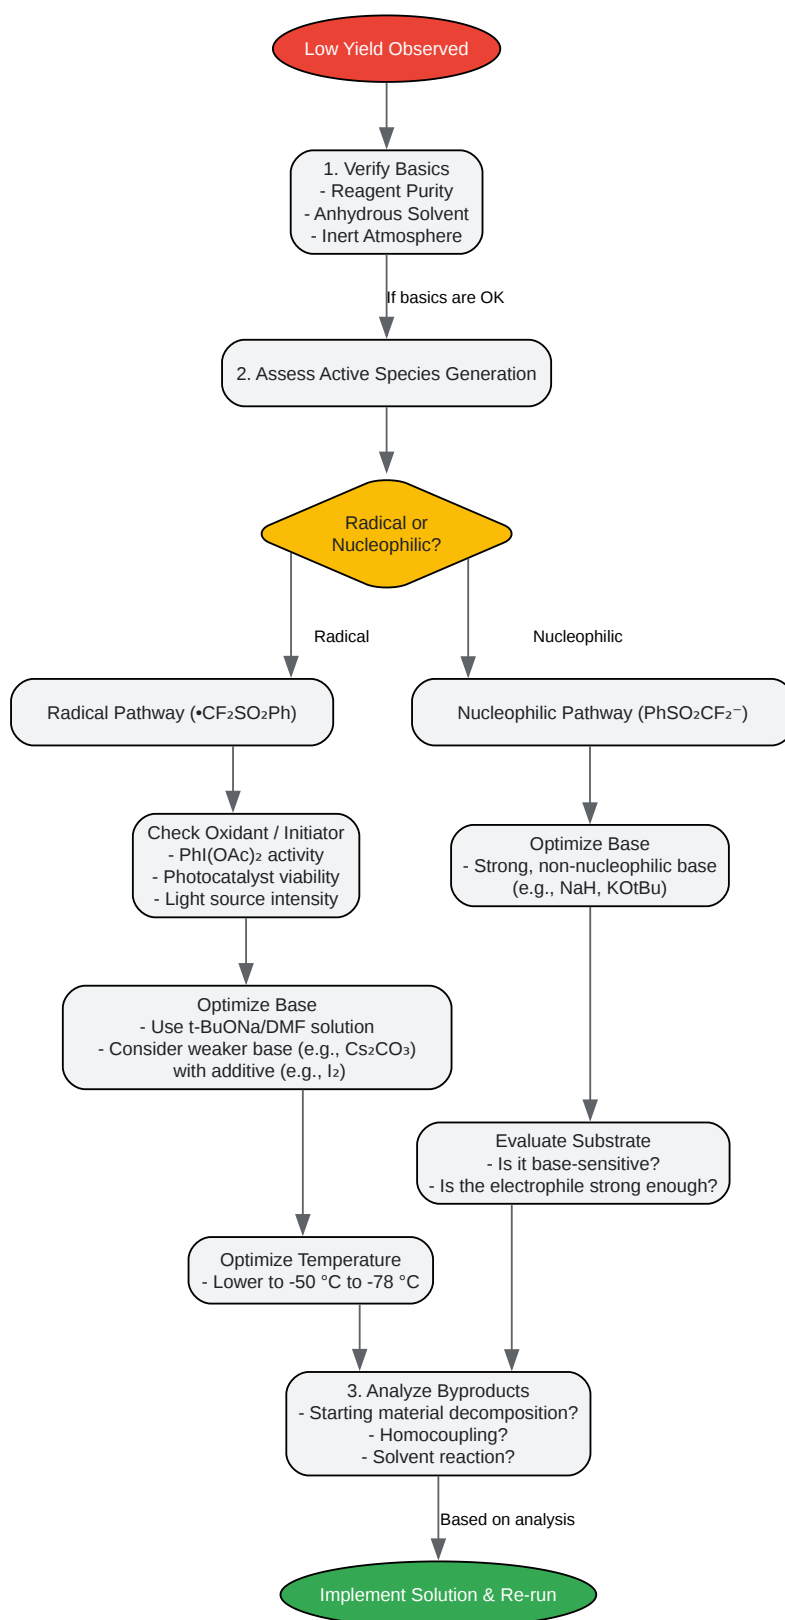 Low Yield Observed
1. Verify Basics
- Reagent Purity
- Anhydrous Solvent
- Inert Atmosphere
If basics are OK
2. Assess Active Species Generation
Radical or
Nucleophilic?
Radical
Nucleophilic
Radical Pathway (•CF₂SO₂Ph)
Nucleophilic Pathway (PhSO₂CF₂⁻)
Check Oxidant / Initiator
- PhI(OAc)₂ activity
- Photocatalyst viability
- Light source intensity
Optimize Base
- Strong, non-nucleophilic base
(e.g., NaH, KOtBu)
Optimize Base
- Use t-BuONa/DMF solution
- Consider weaker base (e.g., Cs₂CO₃)
with additive (e.g., I₂)
Evaluate Substrate
- Is it base-sensitive?
- Is the electrophile strong enough?
Optimize Temperature
- Lower to -50 °C to -78 °C
3. Analyze Byproducts
- Starting material decomposition?
- Homocoupling?
- Solvent reaction?
Based on analysis
Implement Solution & Re-run